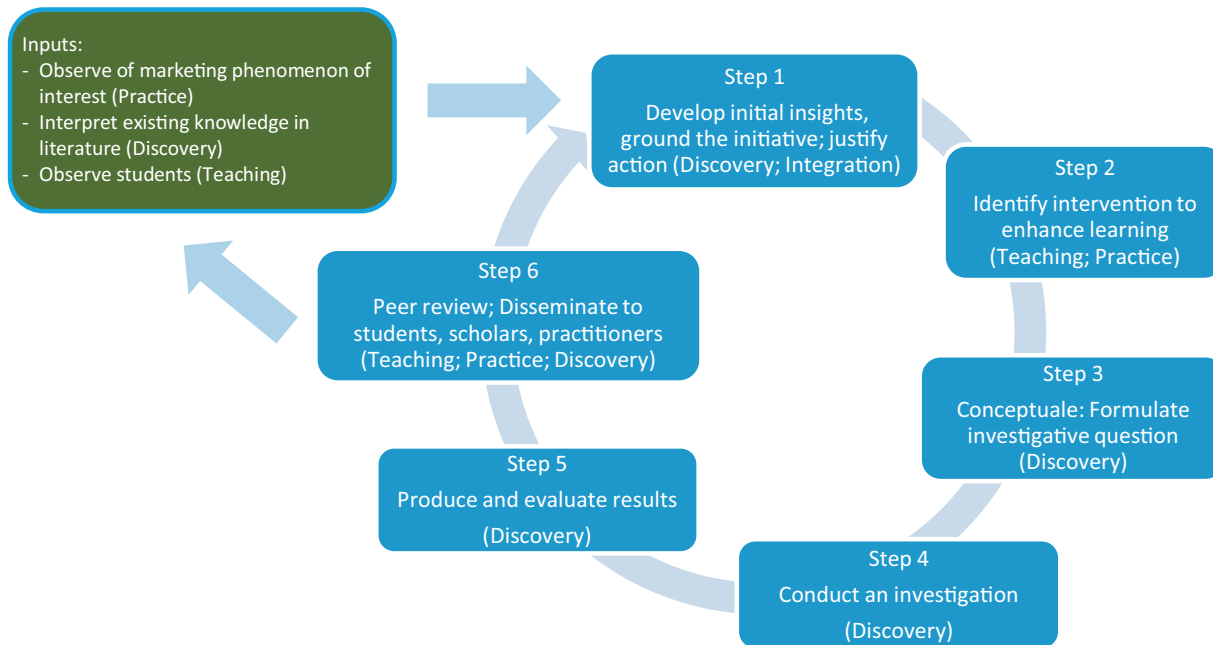 Inputs:
- Observe of marketing phenomenon of
interest (Practice)
- Interpret existing knowledge in
literature (Discovery)
- Observe students (Teaching)
Step 1
Develop initial insights,
ground the initiative; justify
action (Discovery; Integration)
Step 2
Identify intervention to
enhance learning
(Teaching; Practice)
Step 3
Conceptuale: Formulate
investigative question
(Discovery)
Step 4
Conduct an investigation
(Discovery)
Step 5
Produce and evaluate results
(Discovery)
Step 6
Peer review; Disseminate to
students, scholars, practitioners
(Teaching; Practice; Discovery)